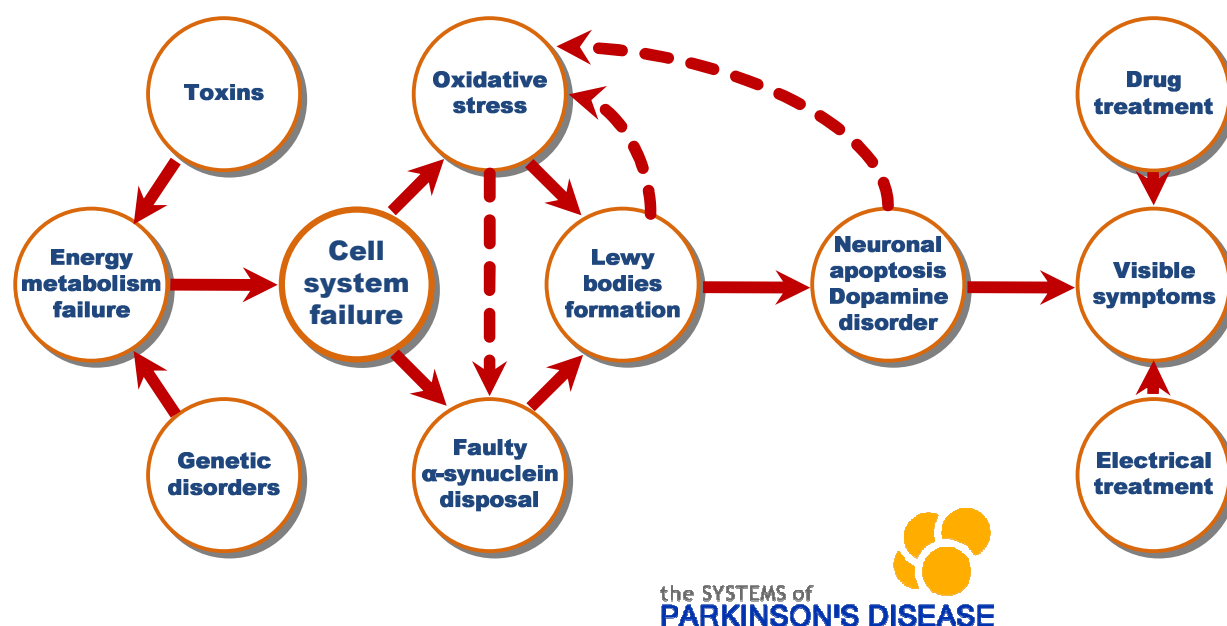 Toxins
Oxidative
stress
Drug
treatment
Energy
metabolism
failure
Cell
system
failure
Lewy
bodies
formation
Neuronal
apoptosis
Dopamine
disorder
Visible
symptoms
Genetic
disorders
Faulty
α-synuclein
disposal
Electrical
treatment
the SYSTEMS of
PARKINSON'S DISEASE